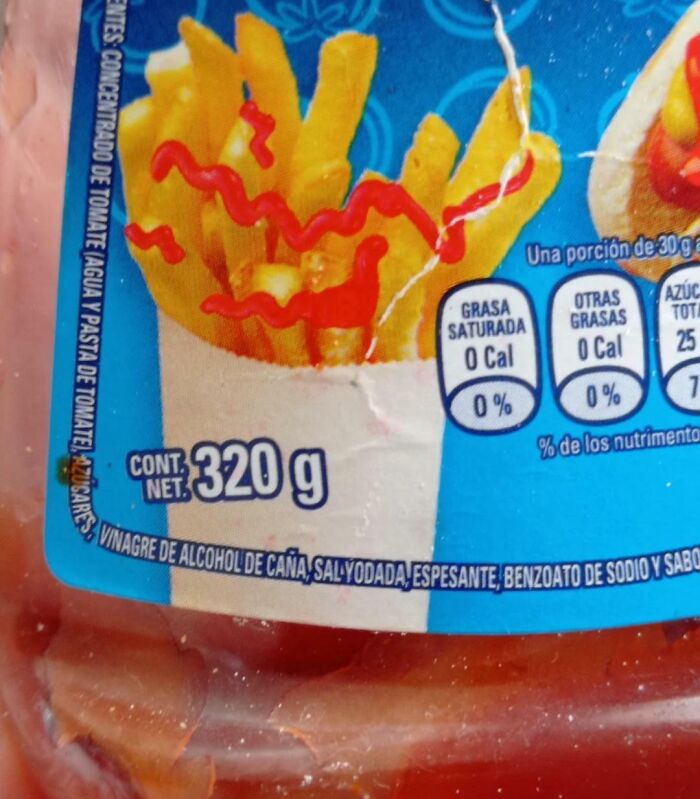 ENTES: CONCENTRADO DE TOMATE (AGUA Y PASTA DE TOMATE), AZÚCARES, VINAGRE DE ALCOHOL DE CAÑA, SAL YODADA, ESPESANTE, BENZOATO DE SODIO Y SABO
Una porción de 30 g
GRASA
SATURADA
0 Cal
0 %
OTRAS
GRASAS
0 Cal
0 %
AZÚC
TOTA
25
7
% de los nutrimento
CONT.
NET. 320 g